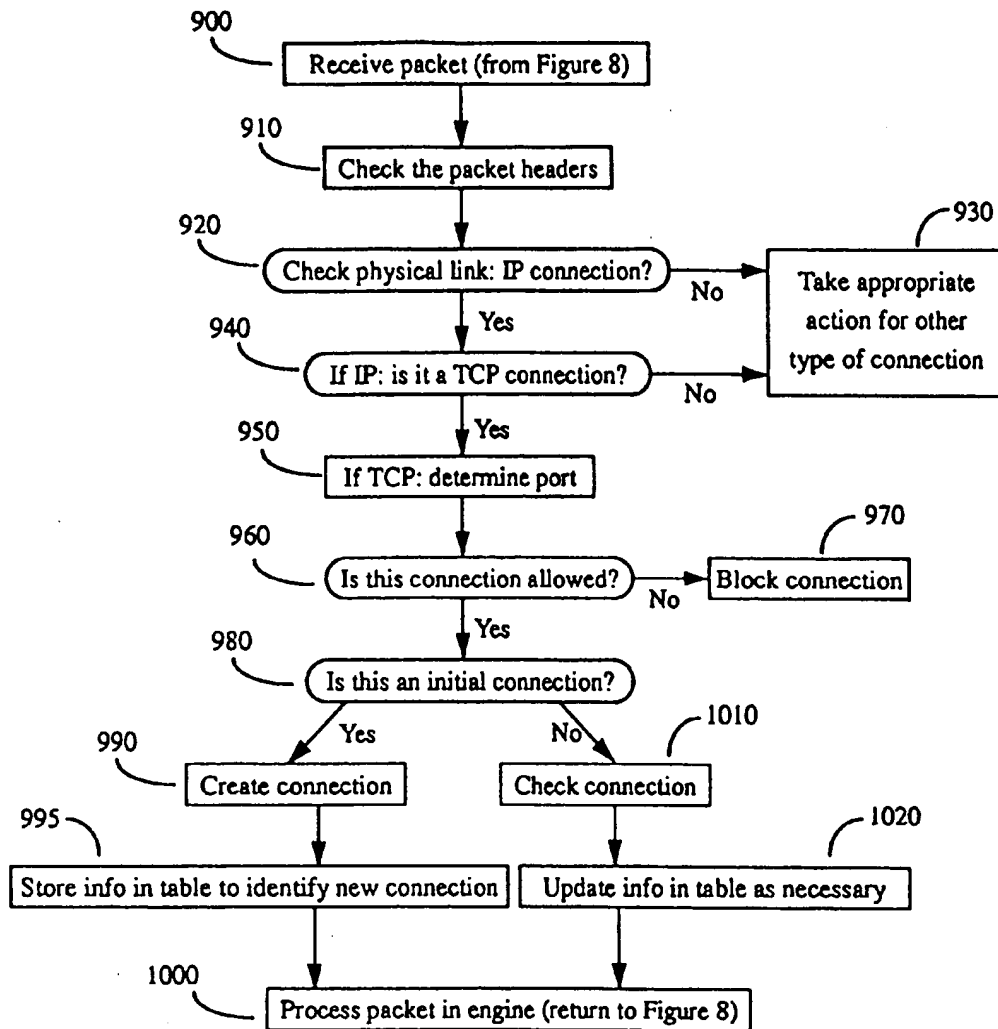 900
Receive packet (from Figure 8)
910
Check the packet headers
920
Check physical link: IP connection?
No
930
Take appropriate
action for other
type of connection
Yes
940
If IP: is it a TCP connection?
No
Yes
950
If TCP: determine port
960
Is this connection allowed?
No
970
Block connection
Yes
980
Is this an initial connection?
Yes
No
990
Create connection
1010
Check connection
995
Store info in table to identify new connection
1020
Update info in table as necessary
1000
Process packet in engine (return to Figure 8)